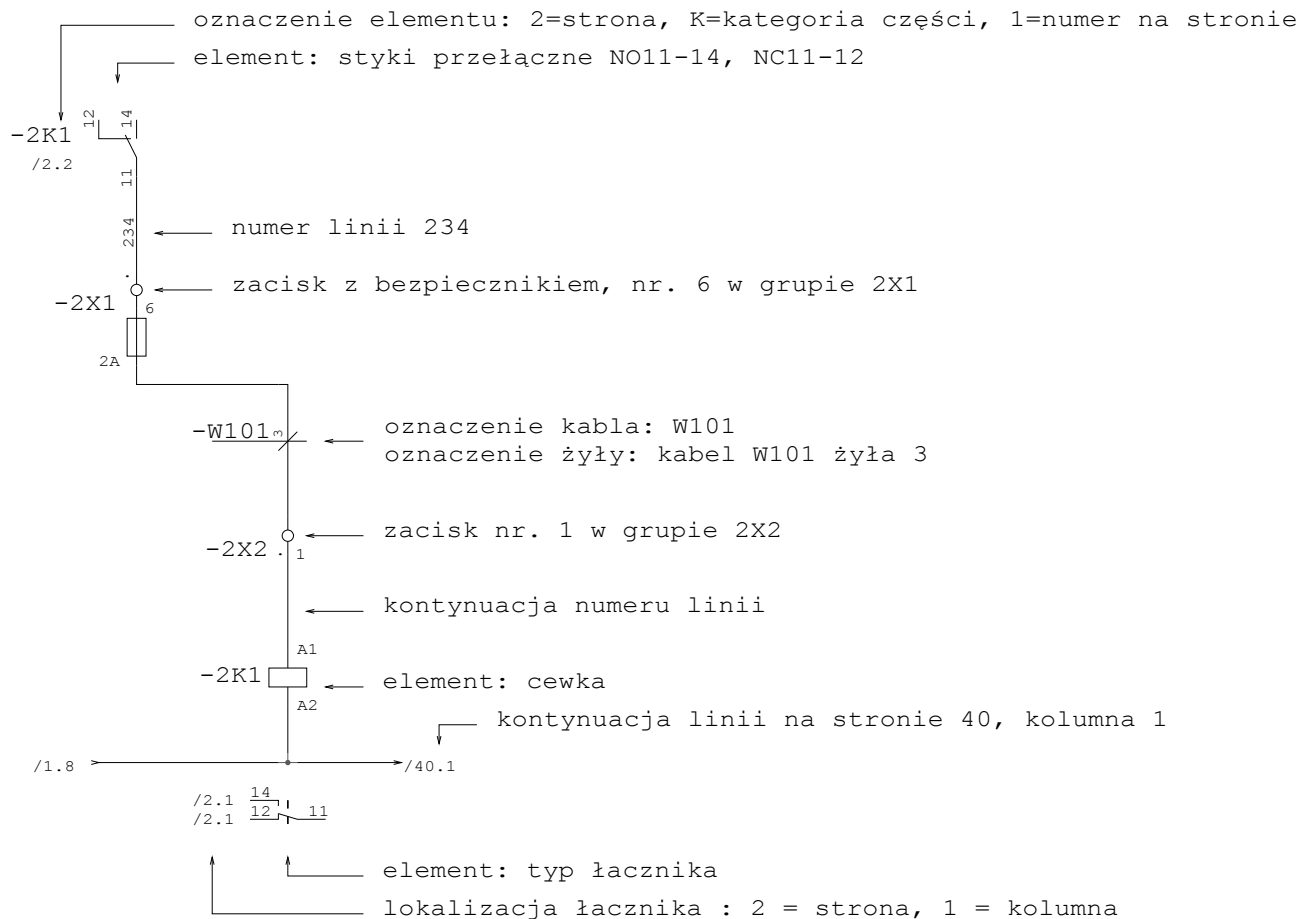 oznaczenie elementu: 2=strona, K=kategoria części, 1=numer na stronie
element: styki przełączne NO11-14, NC11-12
12
14
-2K1
/2.2
11
234
numer linii 234
.
zacisk z bezpiecznikiem, nr. 6 w grupie 2X1
-2X1
6
2A
-W101
3
oznaczenie kabla: W101
oznaczenie żyły: kabel W101 żyła 3
zacisk nr. 1 w grupie 2X2
-2X2 . 1
kontynuacja numeru linii
A1
-2K1
element: cewka
A2
kontynuacja linii na stronie 40, kolumna 1
/1.8
/40.1
/2.1 14
/2.1 12 11
element: typ łacznika
lokalizacja łacznika : 2 = strona, 1 = kolumna